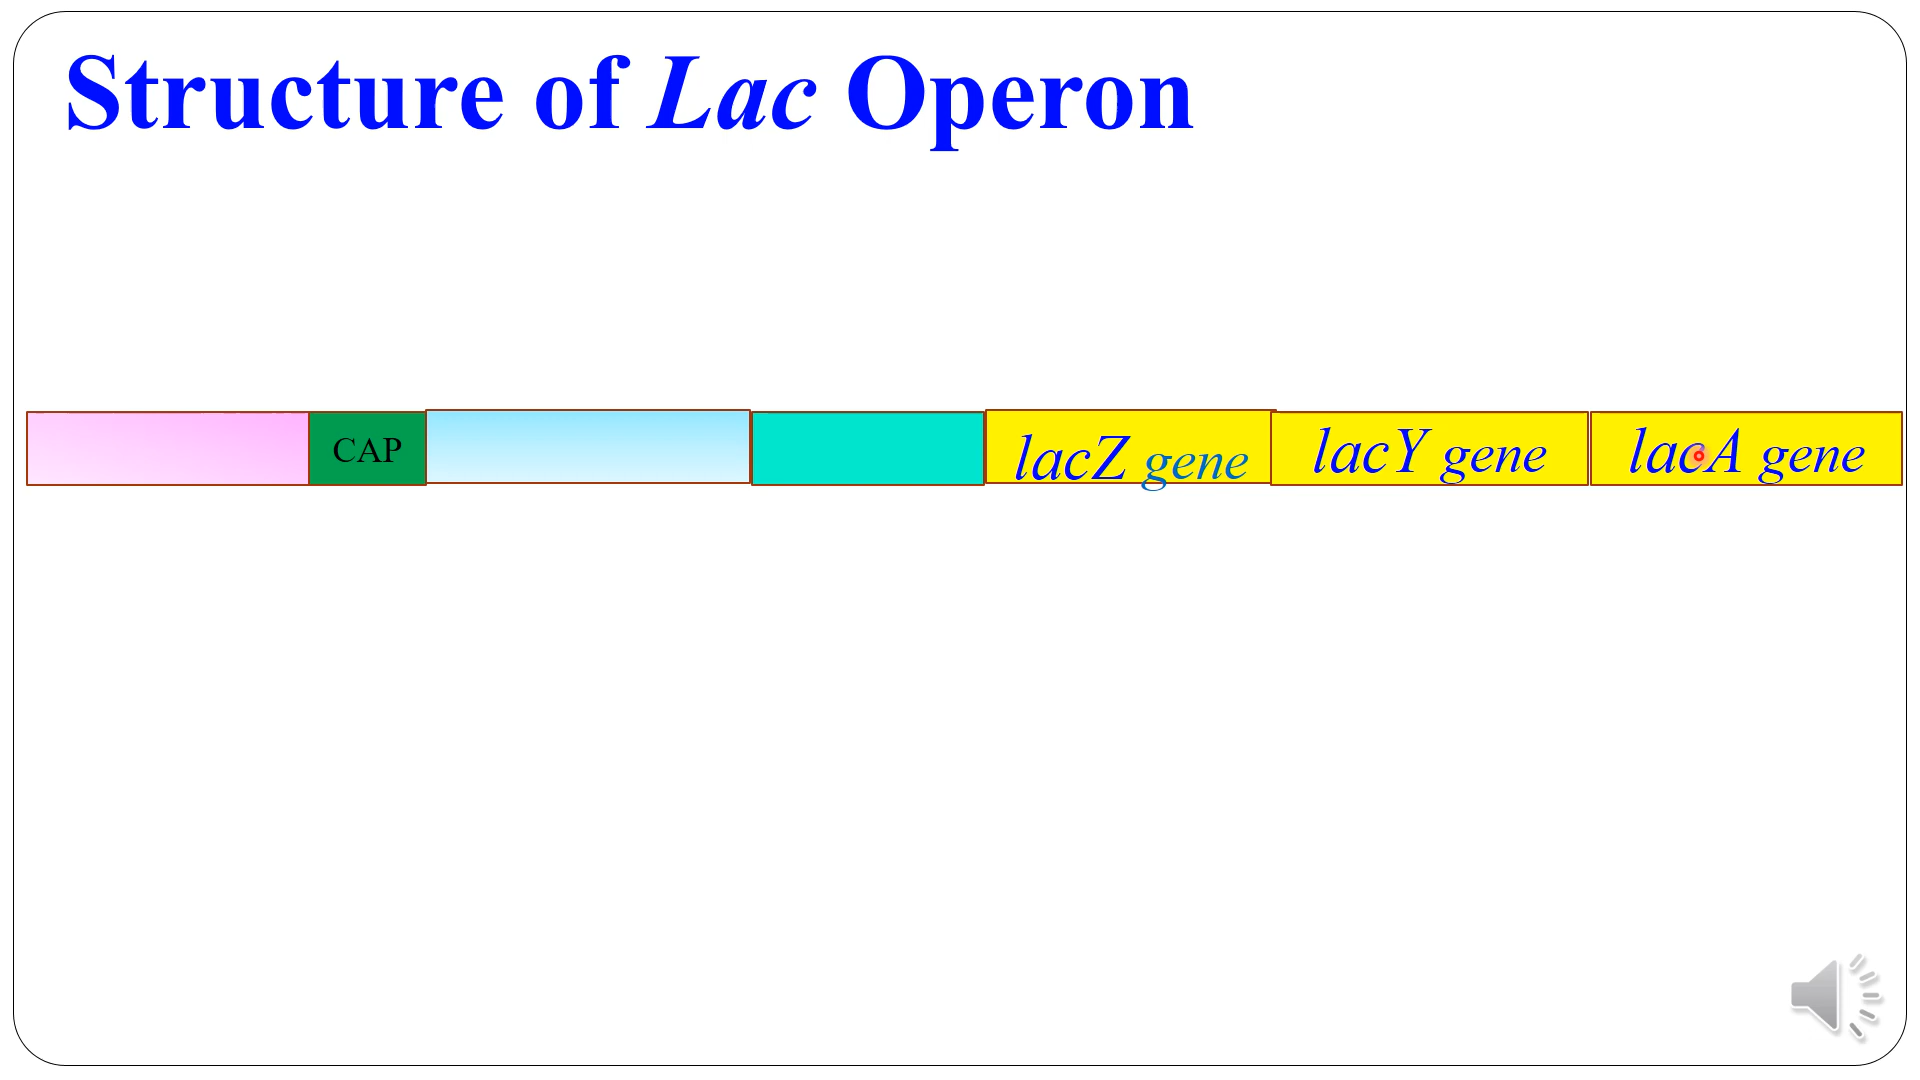 Structure of Lac Operon
CAP
lacZ gene
lacY gene
lacA gene